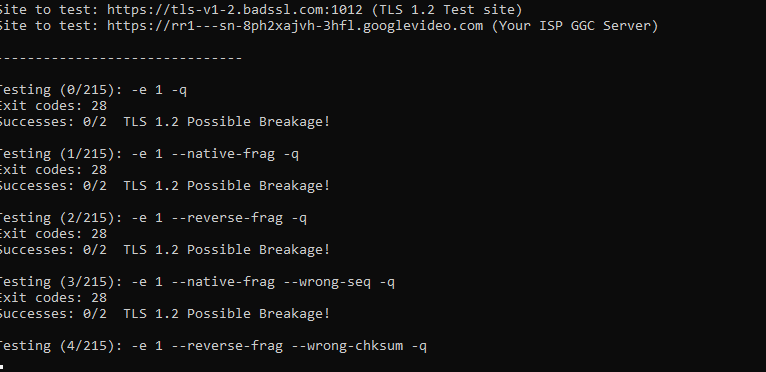 Site to test: https://tls-v1-2.badssl.com:1012 (TLS 1.2 Test site)
Site to test: https://rr1---sn-8ph2xajvh-3hfl.googlevideo.com (Your ISP GGC Server)
-------------------------------
Testing (0/215): -e 1 -q
Exit codes: 28
Successes: 0/2  TLS 1.2 Possible Breakage!
Testing (1/215): -e 1 --native-frag -q
Exit codes: 28
Successes: 0/2  TLS 1.2 Possible Breakage!
Testing (2/215): -e 1 --reverse-frag -q
Exit codes: 28
Successes: 0/2  TLS 1.2 Possible Breakage!
Testing (3/215): -e 1 --native-frag --wrong-seq -q
Exit codes: 28
Successes: 0/2  TLS 1.2 Possible Breakage!
Testing (4/215): -e 1 --reverse-frag --wrong-chksum -q